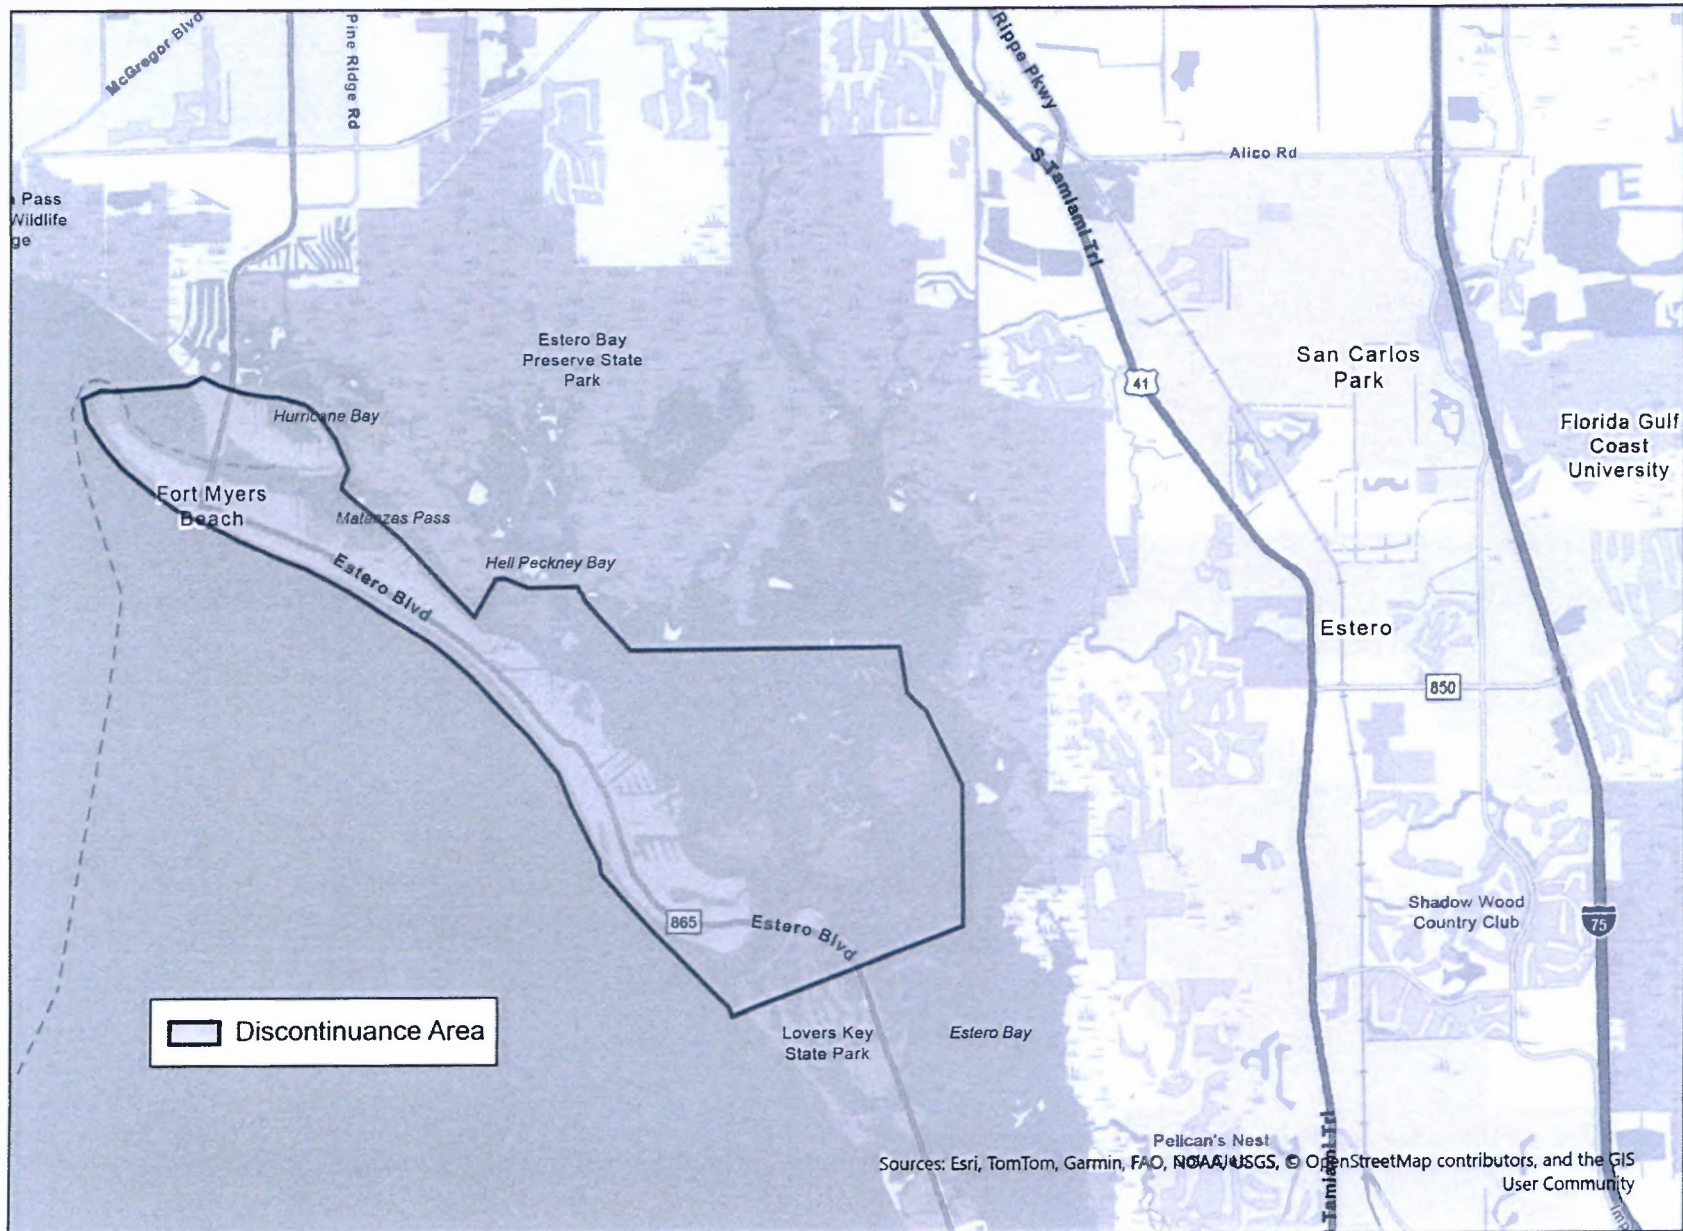 McGregor Blvd
Pine Ridge Rd
Rippe Pkwy
Alico Rd
S Tamiami Trl
Pass
Wildlife
ge
Estero Bay
Preserve State
Park
San Carlos
Park
41
Hurricane Bay
Florida Gulf
Coast
University
Fort Myers
Beach
Matanzas Pass
Hell Peckney Bay
Estero Blvd
Estero
850
865
Estero Blvd
Shadow Wood
Country Club
75
Discontinuance Area
Lovers Key
State Park
Estero Bay
Pelican's Nest
Tamiami Trl
Sources: Esri, TomTom, Garmin, FAO, NOAA, USGS, © OpenStreetMap contributors, and the GIS
User Community